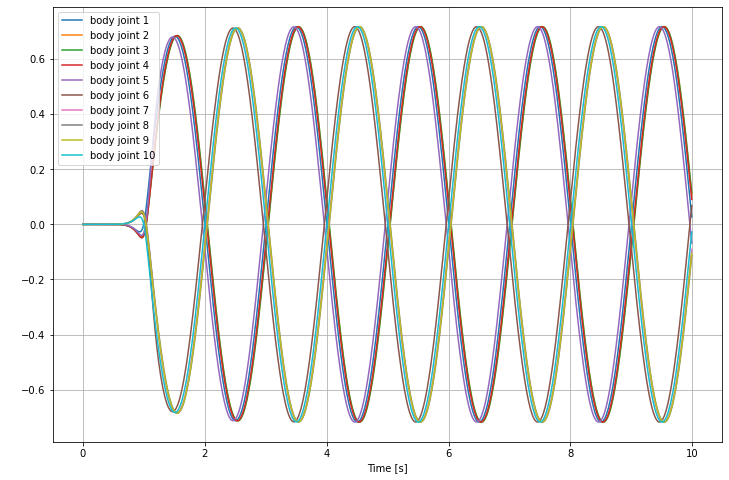 body joint 1
body joint 2
body joint 3
body joint 4
body joint 5
body joint 6
body joint 7
body joint 8
body joint 9
body joint 10
0.6
0.4
0.2
0.0
−0.2
−0.4
−0.6
0 2 4 6 8 10
Time [s]